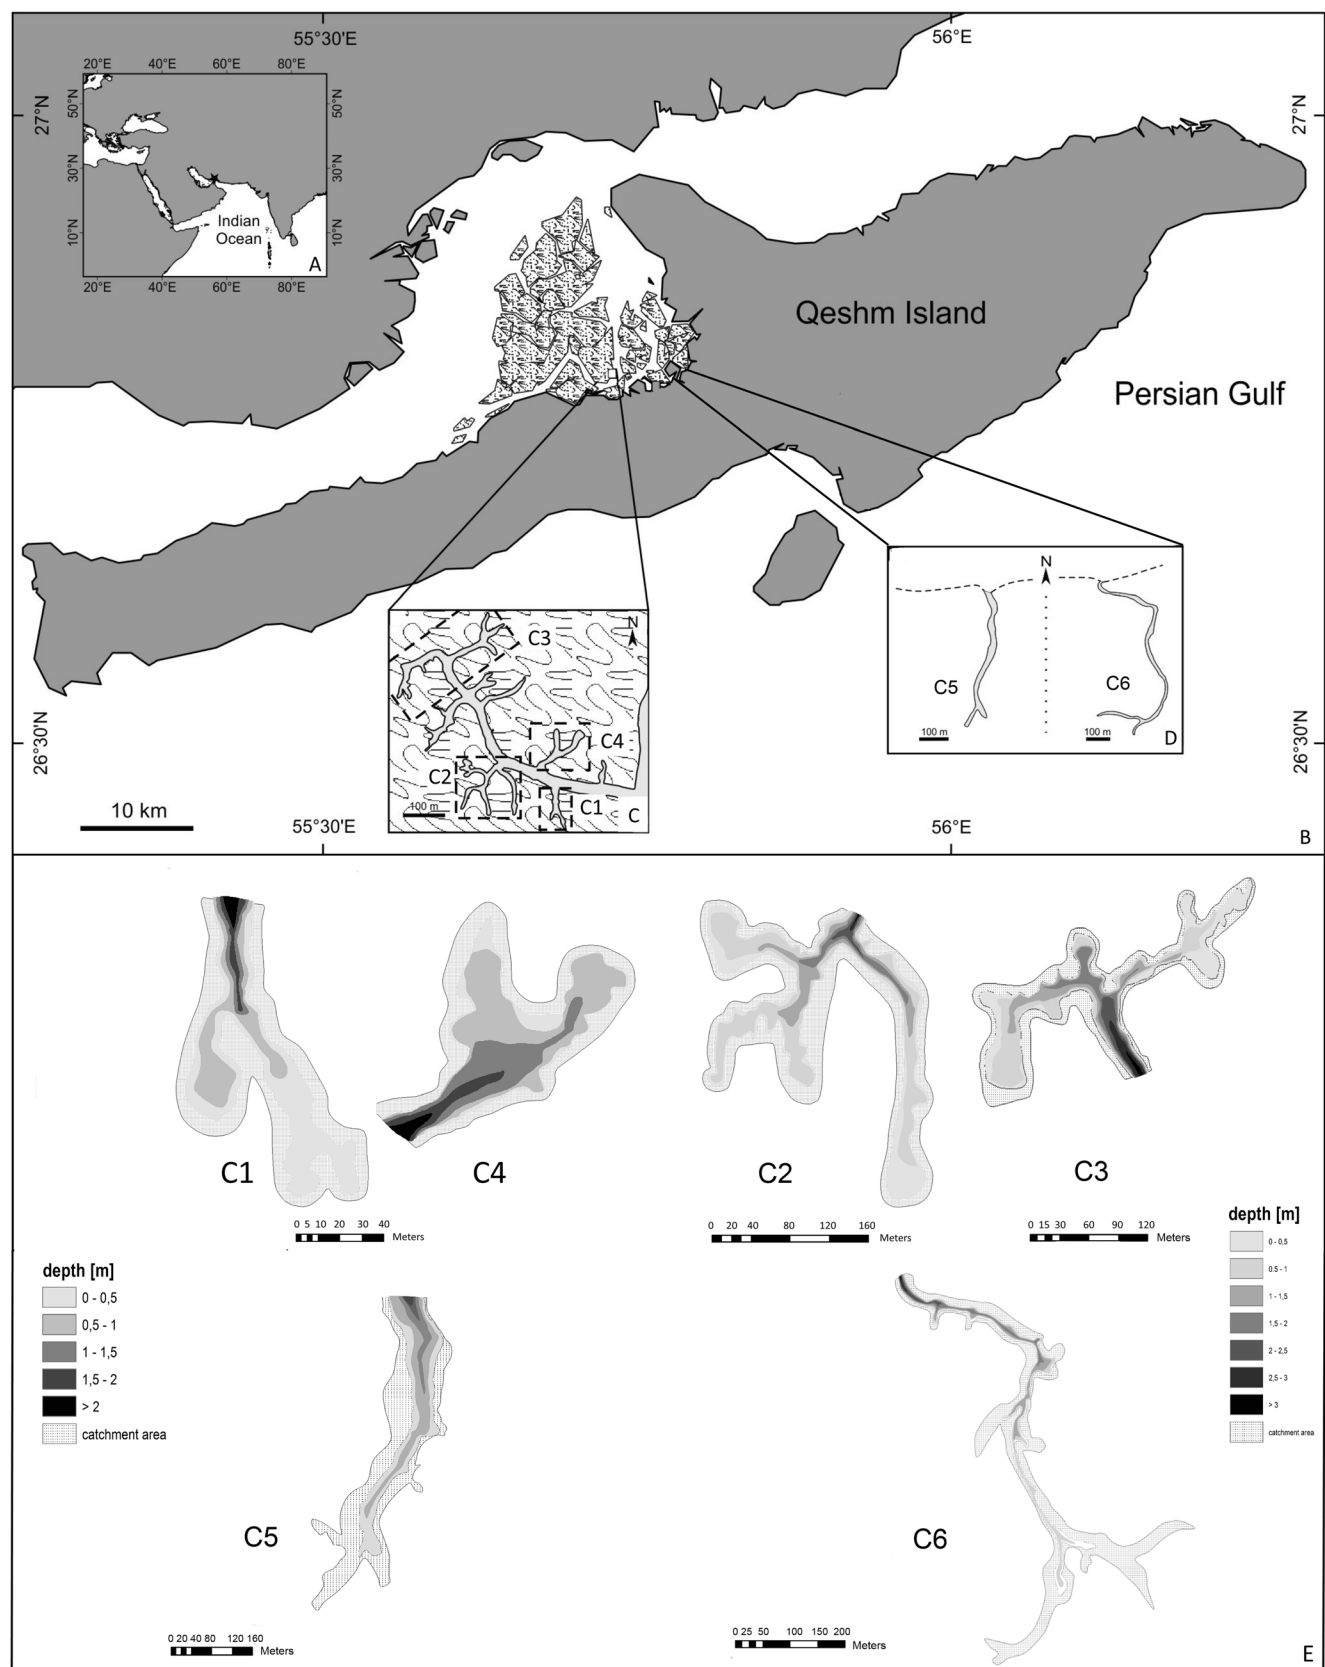 55°30'E
56°E
20°E 40°E 60°E 80°E
50°N
50°N
27°N
27°N
30°N
30°N
Indian
Ocean
10°N
10°N
A
20°E 40°E 60°E 80°E
Qeshm Island
Persian Gulf
N
C5
C6
100 m
100 m
D
N
C3
C4
C2
C1
100 m
C
26°30'N
26°30'N
10 km
55°30'E
56°E
B
C1
C4
C2
C3
0 5 10 20 30 40
Meters
0 20 40 80 120 160
Meters
0 15 30 60 90 120
Meters
depth [m]
0 - 0,5
0,5 - 1
1 - 1,5
1,5 - 2
> 2
catchment area
depth [m]
0 - 0,5
0.5 - 1
1 - 1,5
1,5 - 2
2 - 2,5
2,5 - 3
> 3
catchment area
C5
C6
0 20 40 80 120 160
Meters
0 25 50 100 150 200
Meters
E